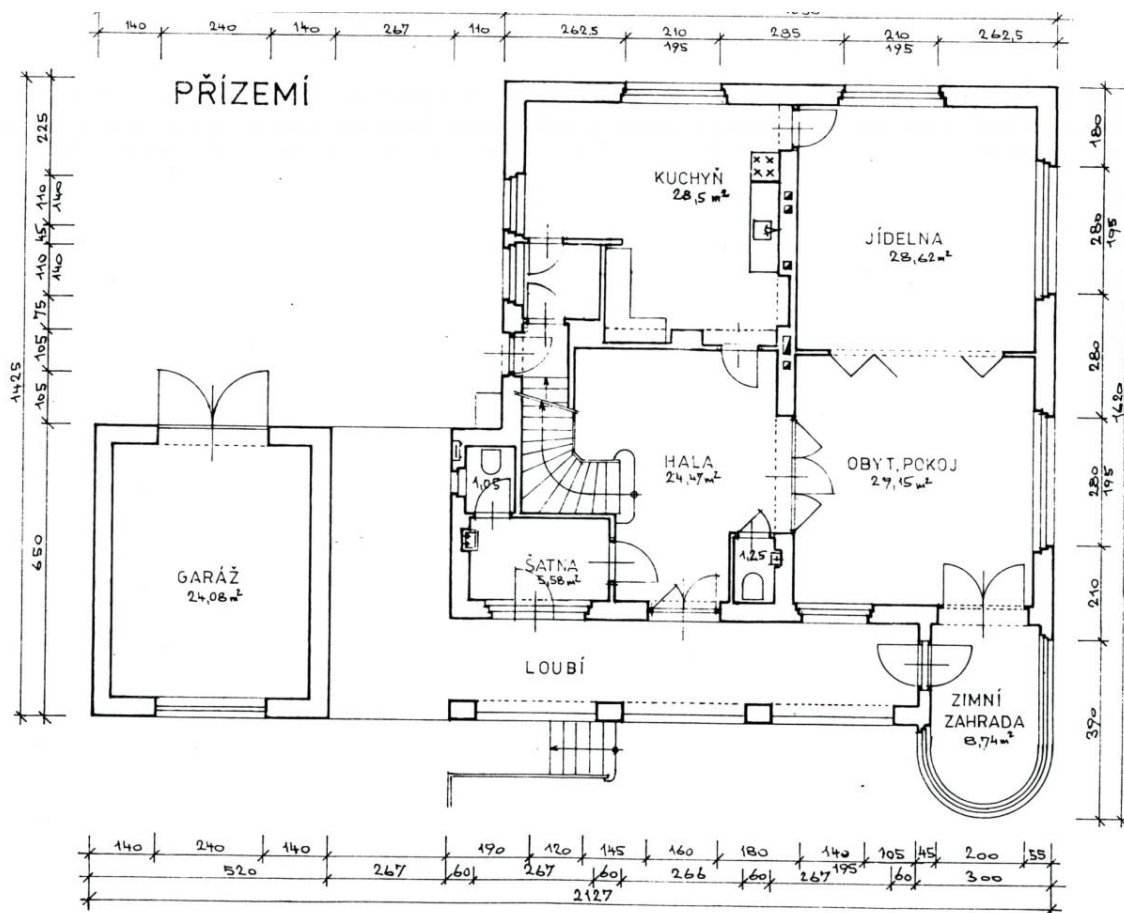 140 240 140 267 110 262,5 210 285 210 262,5
195 195
PŘÍZEMÍ
225
110
140
45
110
140
75
105
105
650
1425
180
280
195
280
280
195
210
390
1620
KUCHYŇ
28,5 m²
JÍDELNA
28,62 m²
HALA
24,47 m²
OBYT. POKOJ
29,15 m²
1,05
1,25
ŠATNA
5,58 m²
GARÁŽ
24,08 m²
LOUBÍ
ZIMNÍ
ZAHRADA
8,74 m²
140 240 140 190 120 145 160 180 140 105 45 200 55
195
520 267 60 267 60 266 60 267 60 300
2127